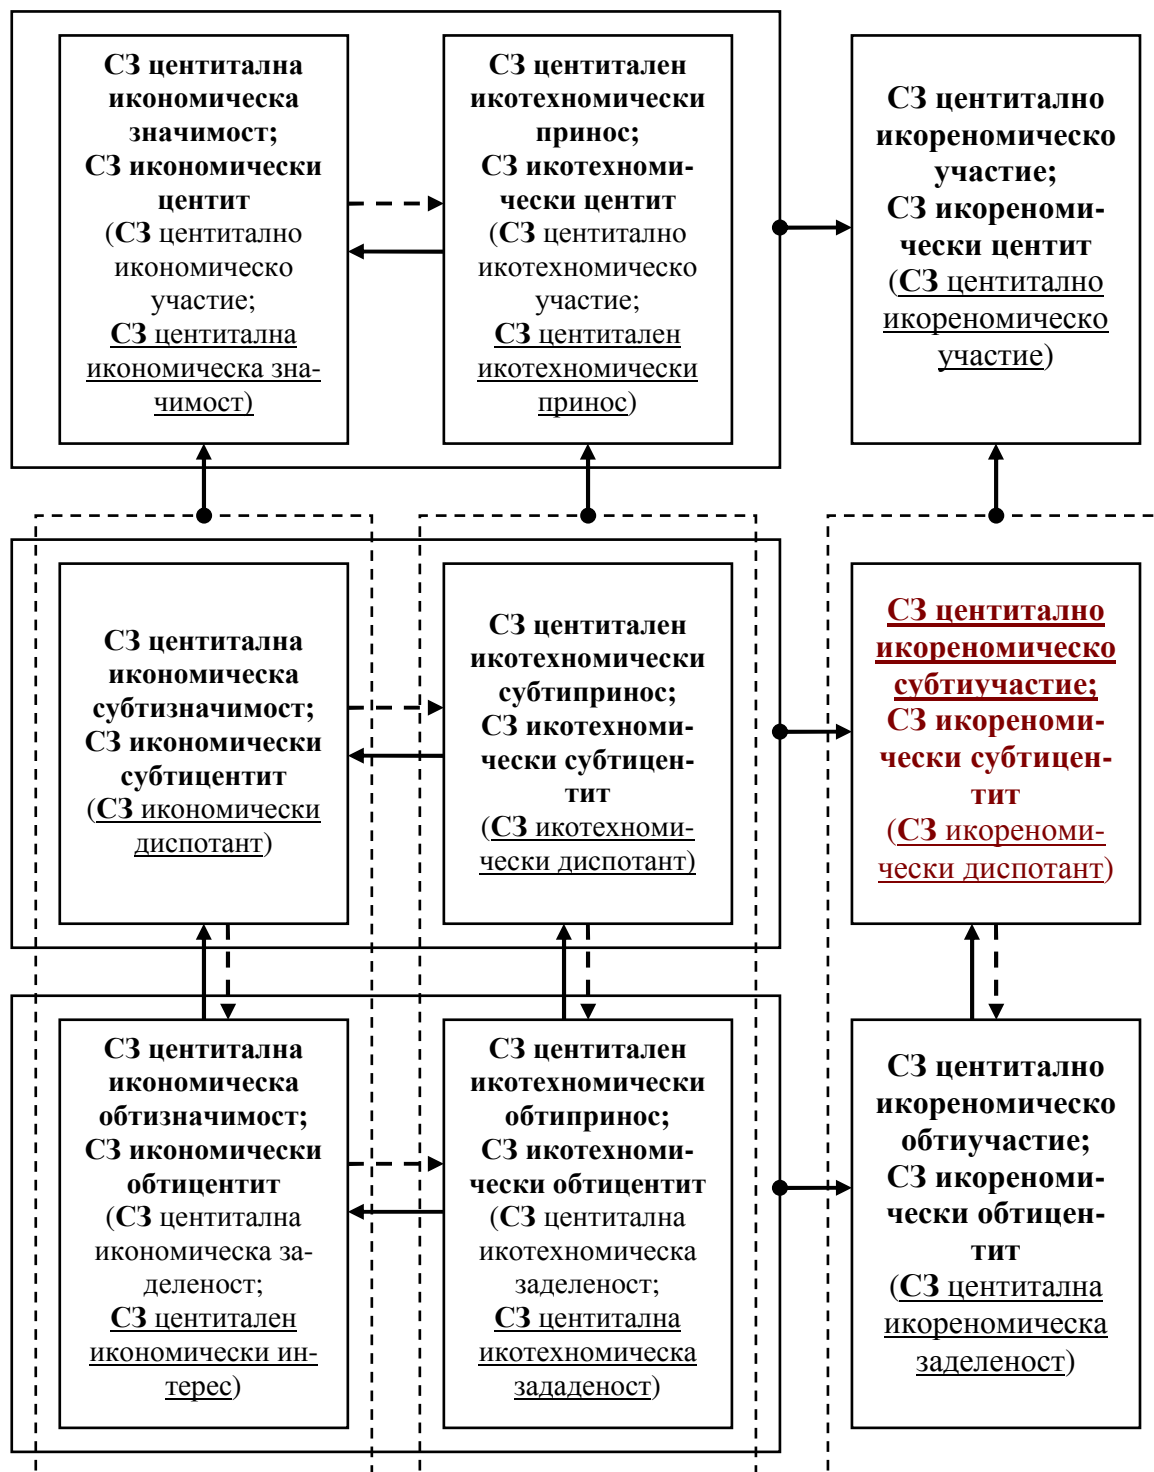 СЗ центитална
икономическа
значимост;
СЗ икономически
центит
(СЗ центитално
икономическо
участие;
СЗ центитална
икономическа зна-
чимост)
СЗ центитален
икотехномически
принос;
СЗ икотехноми-
чески центит
(СЗ центитално
икотехномическо
участие;
СЗ центитален
икотехномически
принос)
СЗ центитално
икореномическо
участие;
СЗ икореноми-
чески центит
(СЗ центитално
икореномическо
участие)
СЗ центитална
икономическа
субтизначимост;
СЗ икономически
субтицентит
(СЗ икономически
диспотант)
СЗ центитален
икотехномически
субтипринос;
СЗ икотехноми-
чески субтицен-
тит
(СЗ икотехноми-
чески диспотант)
СЗ центитално
икореномическо
субтиучастие;
СЗ икореноми-
чески субтицен-
тит
(СЗ икореноми-
чески диспотант)
СЗ центитална
икономическа
обтизначимост;
СЗ икономически
обтицентит
(СЗ центитална
икономическа за-
деленост;
СЗ центитален
икономически ин-
терес)
СЗ центитален
икотехномически
обтипринос;
СЗ икотехноми-
чески обтицентит
(СЗ центитална
икотехномическа
заделеност;
СЗ центитална
икотехномическа
зададеност)
СЗ центитално
икореномическо
обтиучастие;
СЗ икореноми-
чески обтицен-
тит
(СЗ центитална
икореномическа
заделеност)